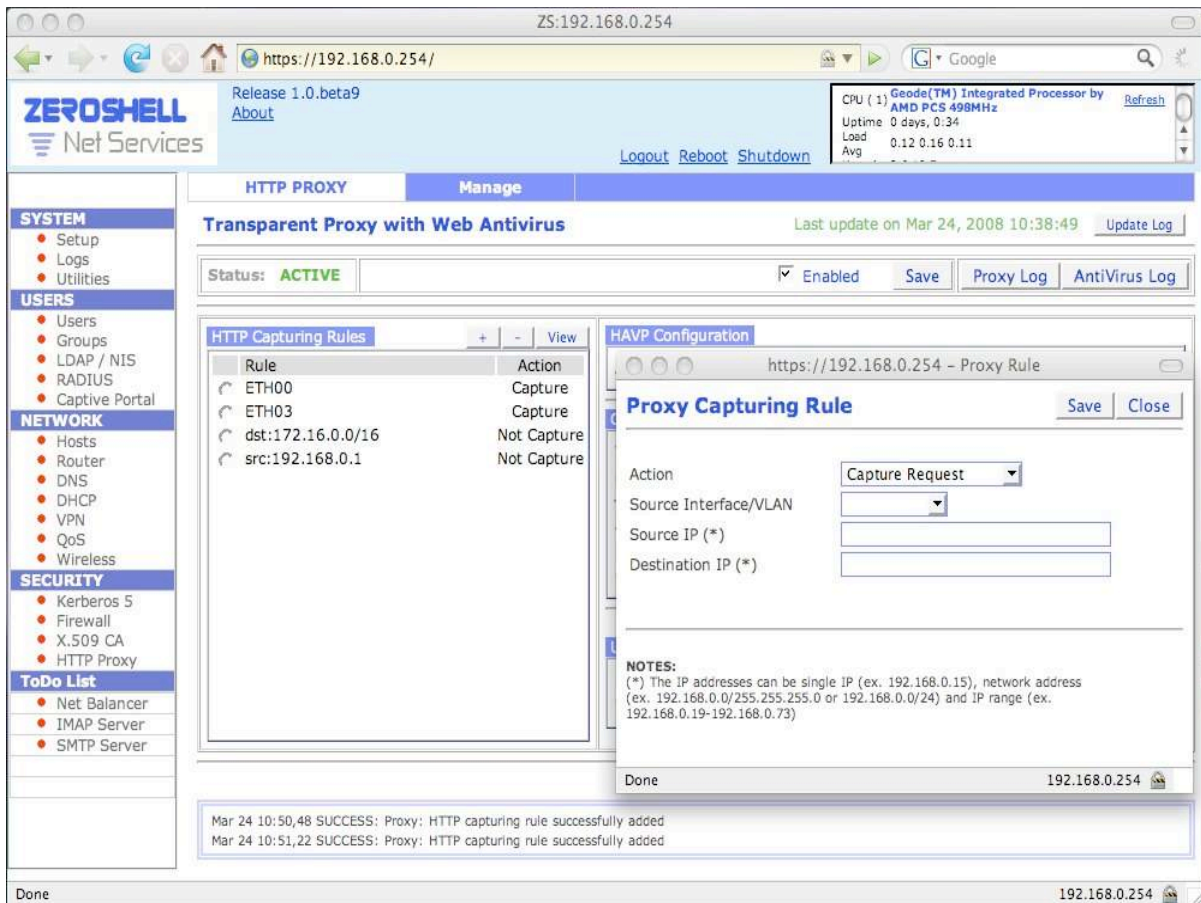 ZS:192.168.0.254
https://192.168.0.254/
G Google
ZEROSHELL
Net Services
Release 1.0.beta9
About
Logout Reboot Shutdown
CPU ( 1) Geode(TM) Integrated Processor by AMD PCS 498MHz
Refresh
Uptime 0 days, 0:34
Load Avg 0.12 0.16 0.11
HTTP PROXY Manage
SYSTEM
Setup
Logs
Utilities
USERS
Users
Groups
LDAP / NIS
RADIUS
Captive Portal
NETWORK
Hosts
Router
DNS
DHCP
VPN
QoS
Wireless
SECURITY
Kerberos 5
Firewall
X.509 CA
HTTP Proxy
ToDo List
Net Balancer
IMAP Server
SMTP Server
Transparent Proxy with Web Antivirus
Last update on Mar 24, 2008 10:38:49 Update Log
Status: ACTIVE
Enabled Save Proxy Log AntiVirus Log
HTTP Capturing Rules + - View
Rule Action
ETH00 Capture
ETH03 Capture
dst:172.16.0.0/16 Not Capture
src:192.168.0.1 Not Capture
HAVP Configuration
https://192.168.0.254 – Proxy Rule
Proxy Capturing Rule Save Close
Action Capture Request
Source Interface/VLAN
Source IP (*)
Destination IP (*)
NOTES:
(*) The IP addresses can be single IP (ex. 192.168.0.15), network address
(ex. 192.168.0.0/255.255.255.0 or 192.168.0.0/24) and IP range (ex.
192.168.0.19-192.168.0.73)
Done 192.168.0.254
Mar 24 10:50,48 SUCCESS: Proxy: HTTP capturing rule successfully added
Mar 24 10:51,22 SUCCESS: Proxy: HTTP capturing rule successfully added
Done 192.168.0.254